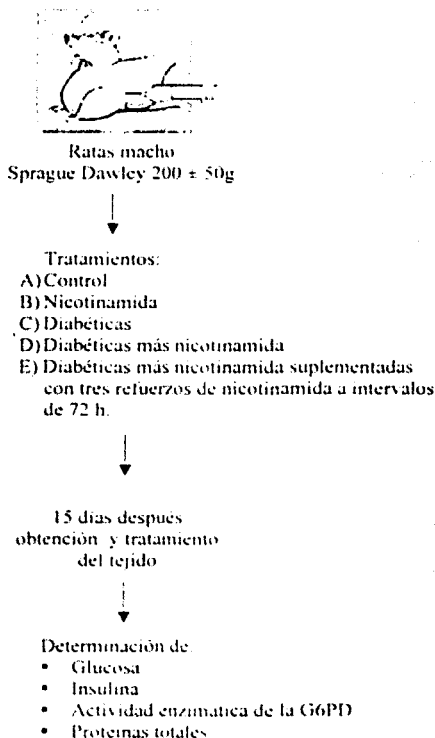 Ratas macho
Sprague Dawley 200 ± 50g
Tratamientos:
A) Control
B) Nicotinamida
C) Diabéticas
D) Diabéticas más nicotinamida
E) Diabéticas más nicotinamida suplementadas
con tres refuerzos de nicotinamida a intervalos
de 72 h.
15 días después
obtención y tratamiento
del tejido
Determinación de
• Glucosa
• Insulina
• Actividad enzimática de la G6PD
• Proteínas totales